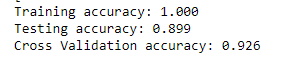 Training accuracy: 1.000
Testing accuracy: 0.899
Cross Validation accuracy: 0.926